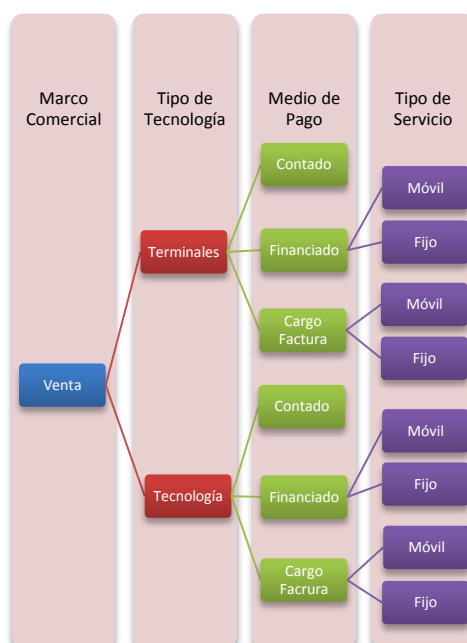 Marco
Comercial
Tipo de
Tecnología
Medio de
Pago
Tipo de
Servicio
Venta
Terminales
Tecnología
Contado
Financiado
Cargo
Factura
Contado
Financiado
Cargo
Facrura
Móvil
Fijo
Móvil
Fijo
Móvil
Fijo
Móvil
Fijo